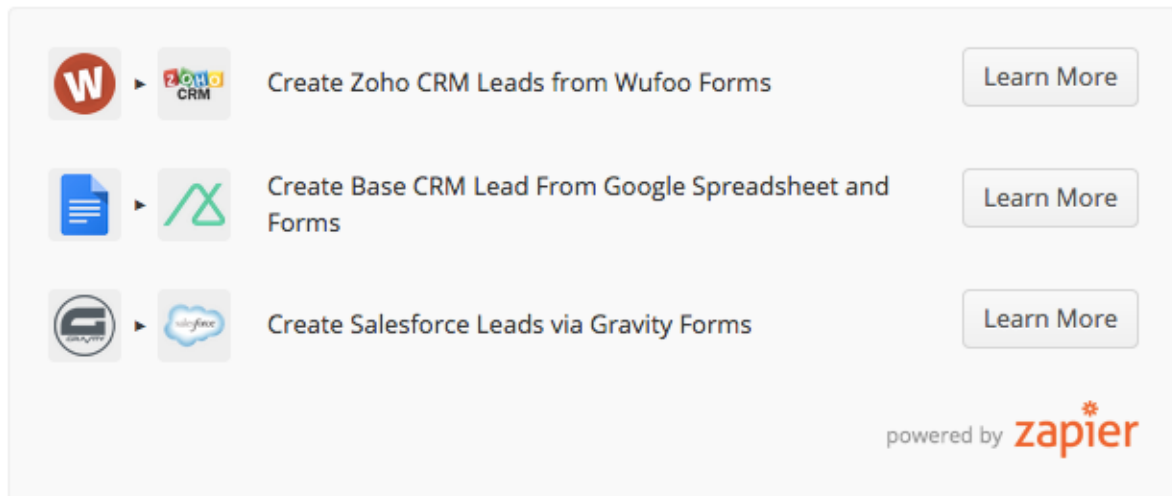 W
ZOHO
CRM
Create Zoho CRM Leads from Wufoo Forms
Learn More
Create Base CRM Lead From Google Spreadsheet and
Forms
Learn More
G
GRAVITY
salesforce
Create Salesforce Leads via Gravity Forms
Learn More
powered by zapier